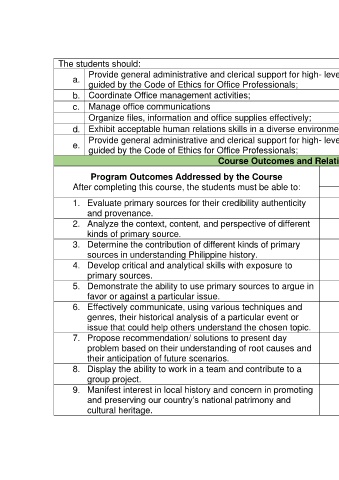 The students should:
a. Provide general administrative and clerical support for high- leve
guided by the Code of Ethics for Office Professionals;
b. Coordinate Office management activities;
c. Manage office communications
Organize files, information and office supplies effectively;
d. Exhibit acceptable human relations skills in a diverse environme
e. Provide general administrative and clerical support for high- leve
guided by the Code of Ethics for Office Professionals;
Course Outcomes and Relati
Program Outcomes Addressed by the Course
After completing this course, the students must be able to:
1. Evaluate primary sources for their credibility authenticity
and provenance.
2. Analyze the context, content, and perspective of different
kinds of primary source.
3. Determine the contribution of different kinds of primary
sources in understanding Philippine history.
4. Develop critical and analytical skills with exposure to
primary sources.
5. Demonstrate the ability to use primary sources to argue in
favor or against a particular issue.
6. Effectively communicate, using various techniques and
genres, their historical analysis of a particular event or
issue that could help others understand the chosen topic.
7. Propose recommendation/ solutions to present day
problem based on their understanding of root causes and
their anticipation of future scenarios.
8. Display the ability to work in a team and contribute to a
group project.
9. Manifest interest in local history and concern in promoting
and preserving our country's national patrimony and
cultural heritage.